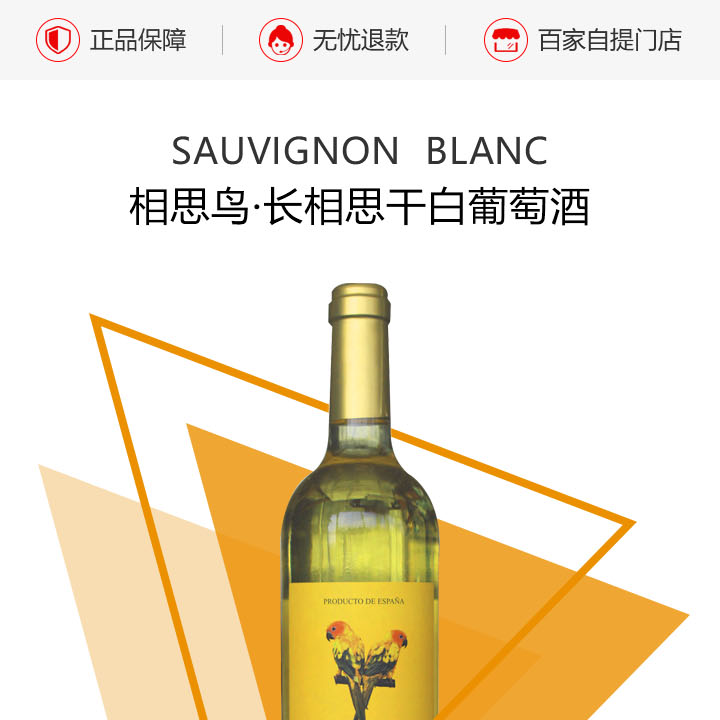 正品保障
无忧退款
百家自提门店
SAUVIGNON BLANC
相思鸟·长相思干白葡萄酒
PRODUCTO DE ESPAÑA